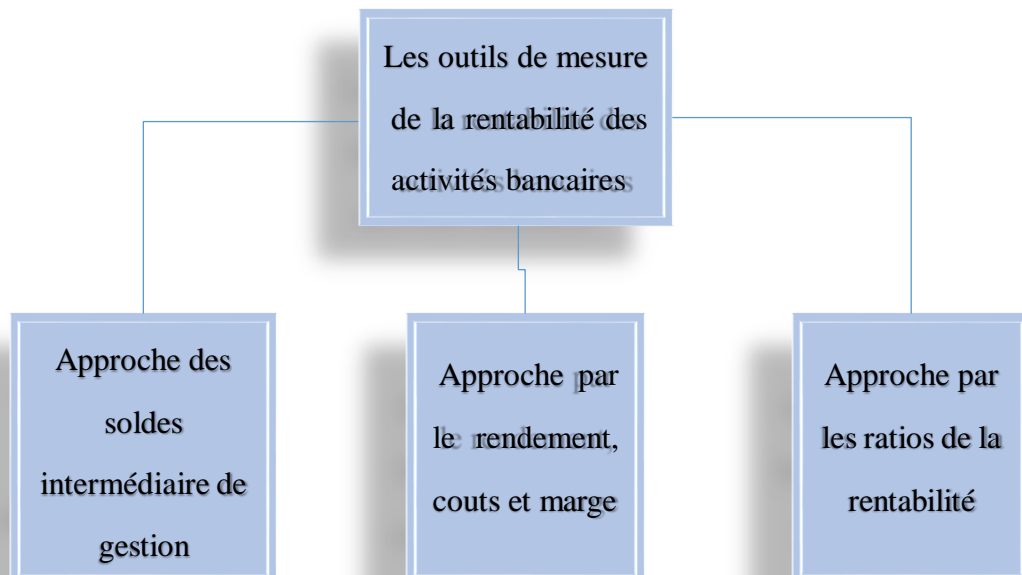 Les outils de mesure
de la rentabilité des
activités bancaires
Approche des
soldes
intermédiaire de
gestion
Approche par
le rendement,
couts et marge
Approche par
les ratios de la
rentabilité